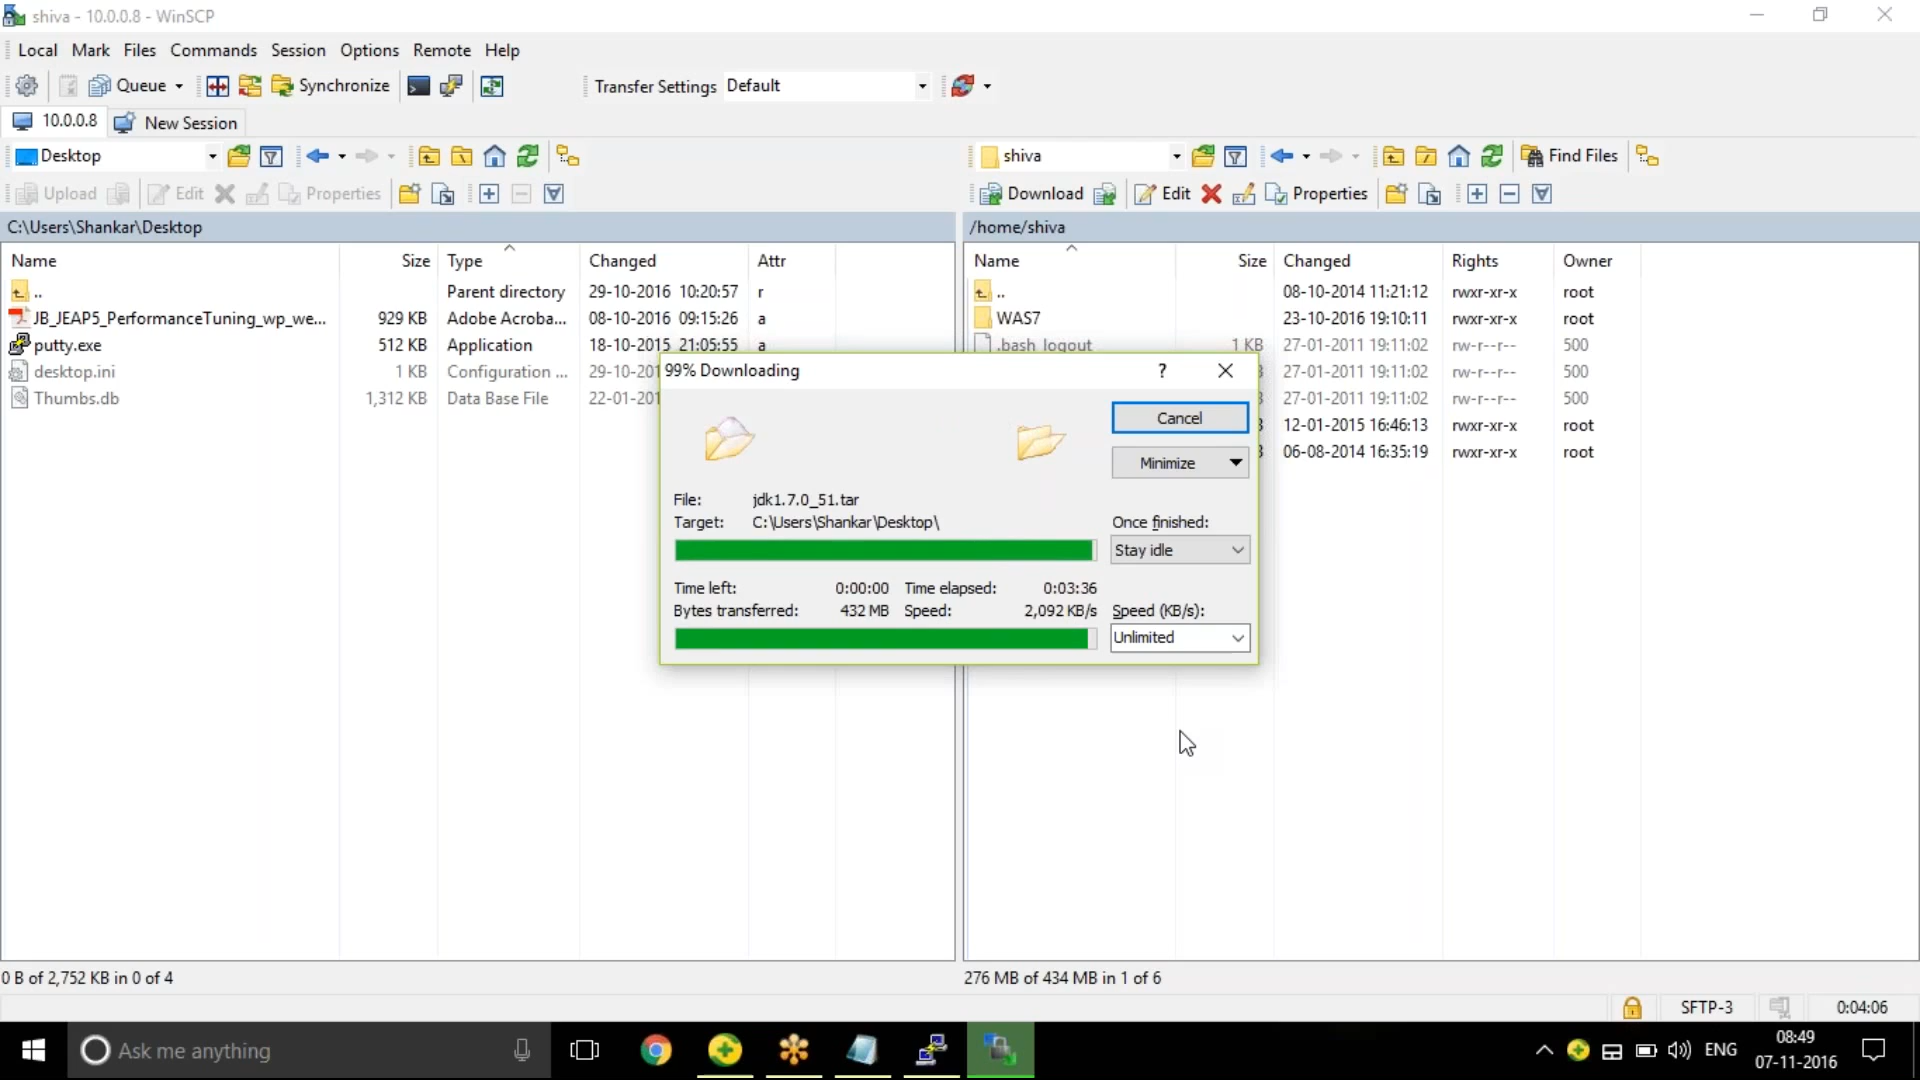 shiva - 10.0.0.8 - WinSCP
Local Mark Files Commands Session Options Remote Help
Queue Synchronize Transfer Settings Default
10.0.0.8 New Session
Desktop
shiva Find Files
Upload Edit Properties
Download Edit Properties
C:\Users\Shankar\Desktop
/home/shiva
Name Size Type Changed Attr
.. Parent directory 29-10-2016 10:20:57 r
JB_JEAP5_PerformanceTuning_wp_we... 929 KB Adobe Acroba... 08-10-2016 09:15:26 a
putty.exe 512 KB Application 18-10-2015 21:05:55 a
desktop.ini 1 KB Configuration ... 29-10-201
Thumbs.db 1,312 KB Data Base File 22-01-201
Name Size Changed Rights Owner
.. 08-10-2014 11:21:12 rwxr-xr-x root
WAS7 23-10-2016 19:10:11 rwxr-xr-x root
.bash_logout 1 KB 27-01-2011 19:11:02 rw-r--r-- 500
27-01-2011 19:11:02 rw-r--r-- 500
27-01-2011 19:11:02 rw-r--r-- 500
12-01-2015 16:46:13 rwxr-xr-x root
06-08-2014 16:35:19 rwxr-xr-x root
99% Downloading ?
Cancel
Minimize
File: jdk1.7.0_51.tar
Target: C:\Users\Shankar\Desktop\
Once finished:
Stay idle
Time left: 0:00:00 Time elapsed: 0:03:36
Bytes transferred: 432 MB Speed: 2,092 KB/s
Speed (KB/s):
Unlimited
0 B of 2,752 KB in 0 of 4
276 MB of 434 MB in 1 of 6
SFTP-3 0:04:06
Ask me anything
ENG
08:49
07-11-2016